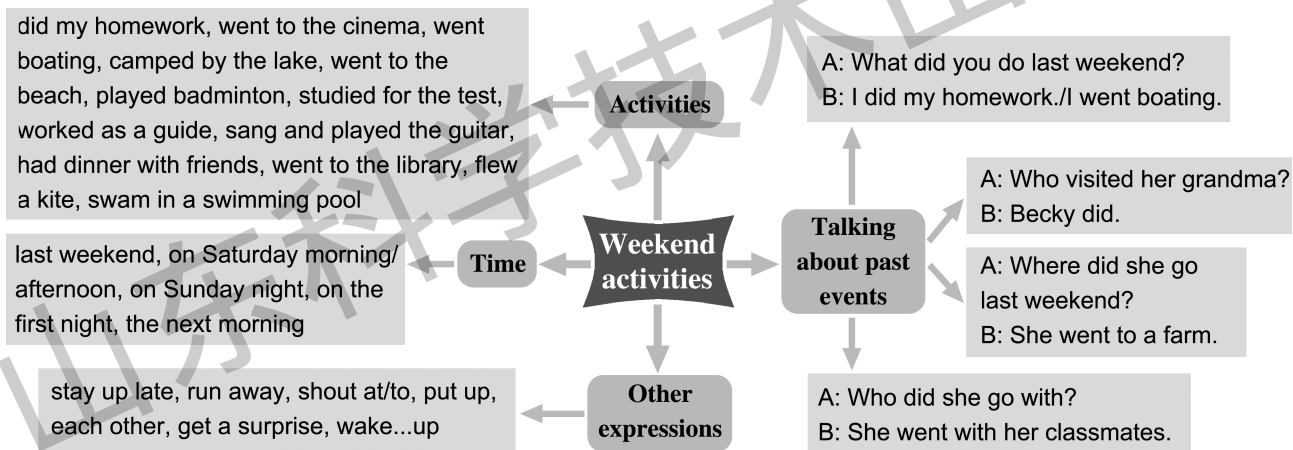 did my homework, went to the cinema, went
boating, camped by the lake, went to the
beach, played badminton, studied for the test,
worked as a guide, sang and played the guitar,
had dinner with friends, went to the library, flew
a kite, swam in a swimming pool
Activities
last weekend, on Saturday morning/
afternoon, on Sunday night, on the
first night, the next morning
Time
stay up late, run away, shout at/to, put up,
each other, get a surprise, wake...up
Other
expressions
Weekend
activities
Talking
about past
events
A: What did you do last weekend?
B: I did my homework./I went boating.
A: Who visited her grandma?
B: Becky did.
A: Where did she go
last weekend?
B: She went to a farm.
A: Who did she go with?
B: She went with her classmates.
山东科学技术